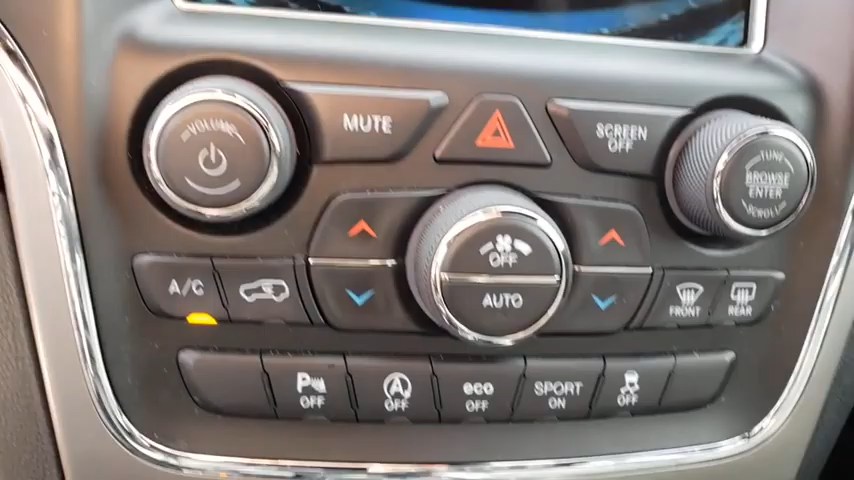 VOLUME
MUTE
SCREEN
OFF
TUNE
BROWSE
ENTER
SCROLL
OFF
AUTO
A/C
FRONT
REAR
P
OFF
A
OFF
eco
OFF
SPORT
ON
OFF